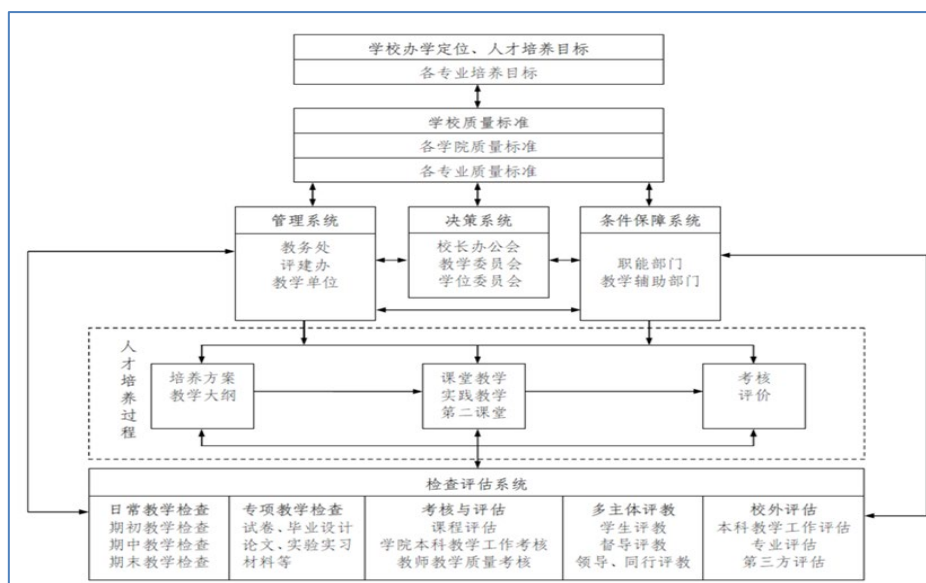 学校办学定位、人才培养目标
各专业培养目标
学校质量标准
各学院质量标准
各专业质量标准
管理系统
教务处
评建办
教学单位
决策系统
校长办公会
教学委员会
学位委员会
条件保障系统
职能部门
教学辅助部门
人才培养过程
培养方案
教学大纲
课堂教学
实践教学
第二课堂
考核
评价
检查评估系统
日常教学检查
期初教学检查
期中教学检查
期末教学检查
专项教学检查
试卷、毕业设计
论文、实验实习
材料等
考核与评估
课程评估
学院本科教学工作考核
教师教学质量考核
多主体评教
学生评教
督导评教
领导、同行评教
校外评估
本科教学工作评估
专业评估
第三方评估